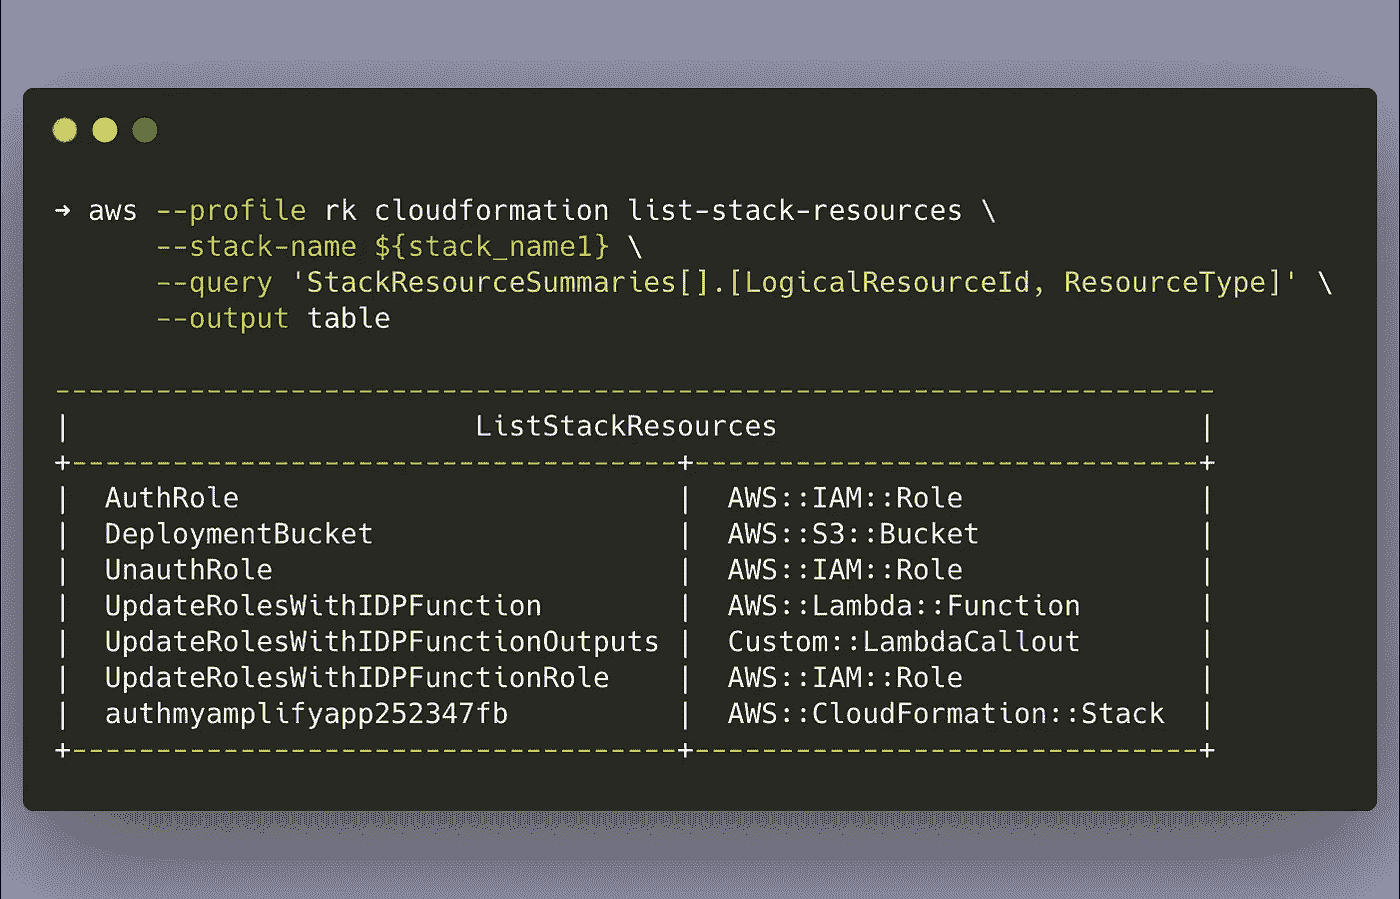 → aws --profile rk cloudformation list-stack-resources \
      --stack-name ${stack_name1} \
      --query 'StackResourceSummaries[].[LogicalResourceId, ResourceType]' \
      --output table
---------------------------------------------------------------------
|                        ListStackResources                         |
+------------------------------------+------------------------------+
|  AuthRole                          |  AWS::IAM::Role              |
|  DeploymentBucket                  |  AWS::S3::Bucket             |
|  UnauthRole                        |  AWS::IAM::Role              |
|  UpdateRolesWithIDPFunction        |  AWS::Lambda::Function       |
|  UpdateRolesWithIDPFunctionOutputs |  Custom::LambdaCallout       |
|  UpdateRolesWithIDPFunctionRole    |  AWS::IAM::Role              |
|  authmyamplifyapp252347fb          |  AWS::CloudFormation::Stack  |
+------------------------------------+------------------------------+